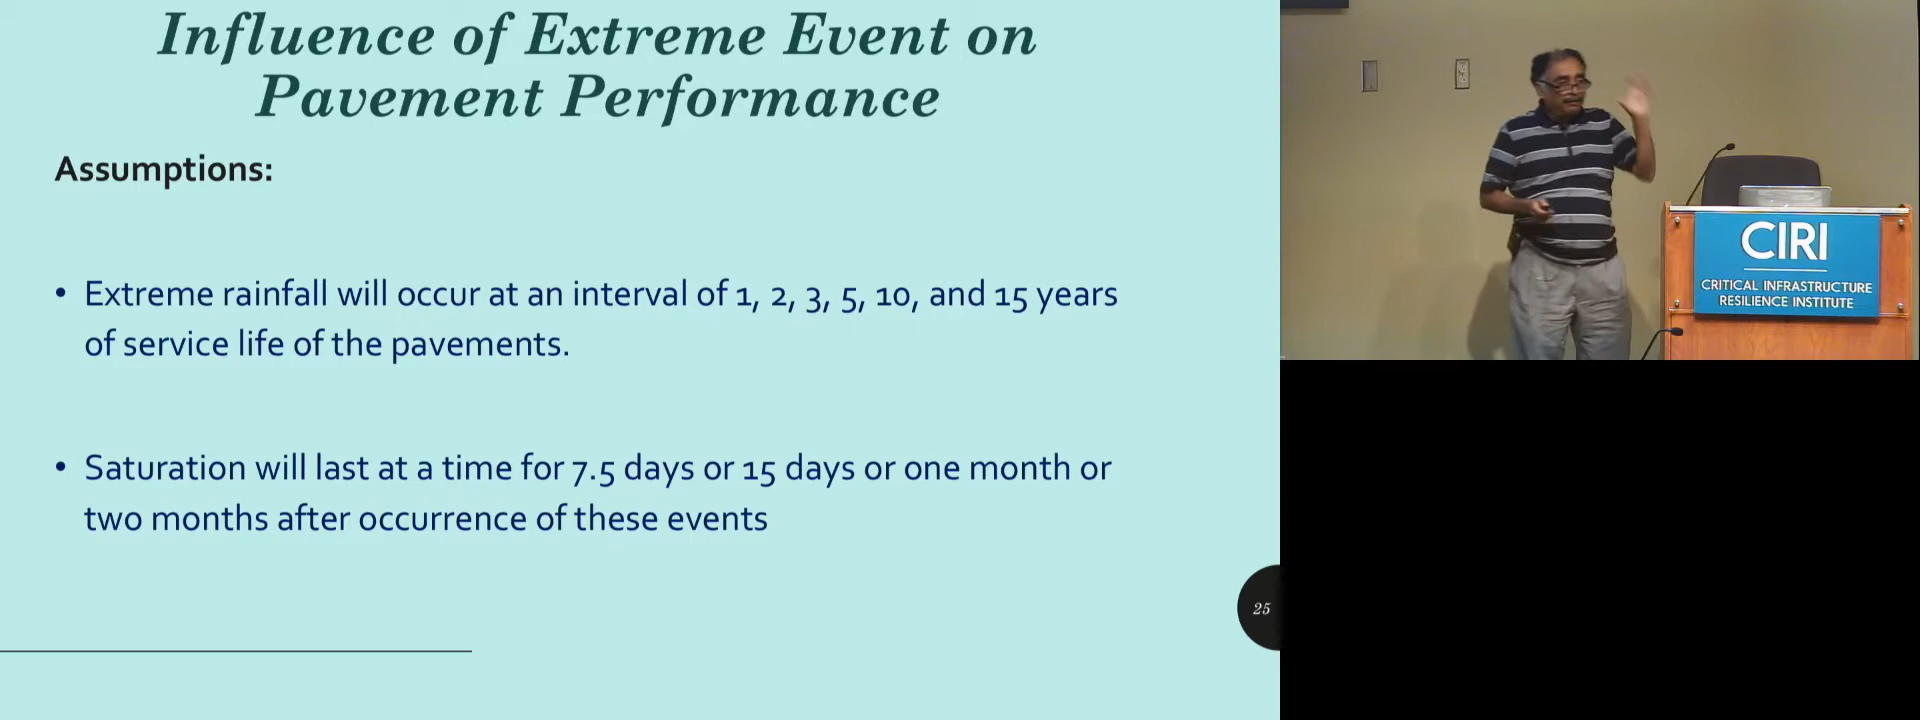 Influence of Extreme Event on
Pavement Performance
Assumptions:
• Extreme rainfall will occur at an interval of 1, 2, 3, 5, 10, and 15 years
of service life of the pavements.
• Saturation will last at a time for 7.5 days or 15 days or one month or
two months after occurrence of these events
25
CIRI
CRITICAL INFRASTRUCTURE
RESILIENCE INSTITUTE